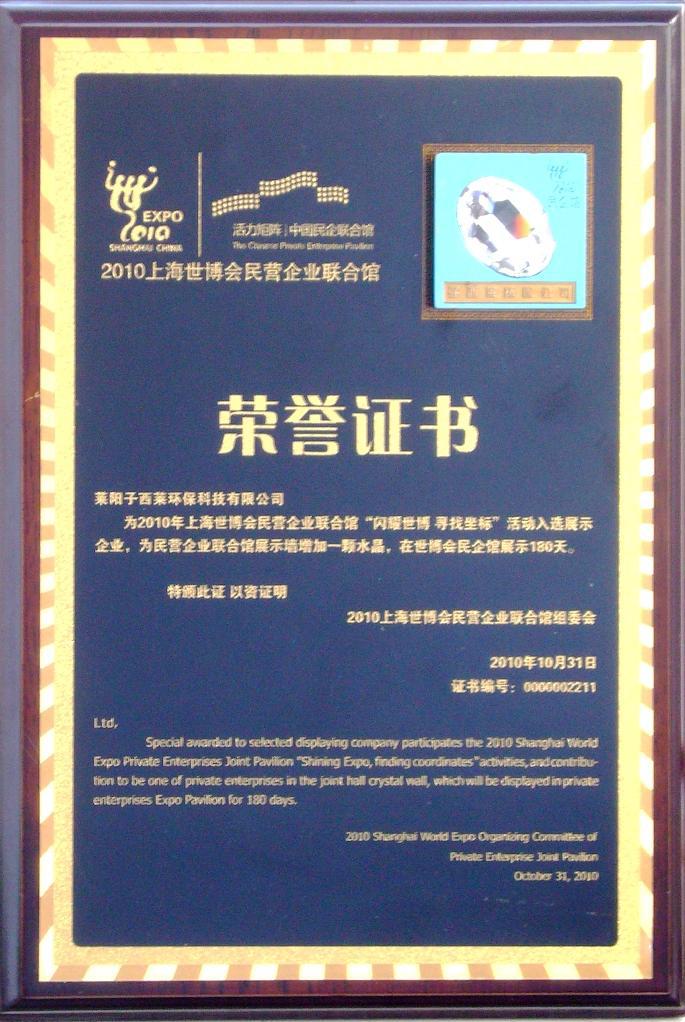 EXPO
2010
SHANGHAI CHINA
活力矩阵 | 中国民企联合馆
The Chinese Private Enterprise Pavilion
2010上海世博会民营企业联合馆
荣誉证书
莱阳子西莱环保科技有限公司
为2010年上海世博会民营企业联合馆“闪耀世博 寻找坐标”活动入选展示
企业，为民营企业联合馆展示墙增加一颗水晶，在世博会民企馆展示180天。
特颁此证 以资证明
2010上海世博会民营企业联合馆组委会
2010年10月31日
证书编号：0000002211
Ltd,
Special awarded to selected displaying company participates the 2010 Shanghai World
Expo Private Enterprises Joint Pavilion "Shining Expo, finding coordinates" activities, and contribu-
tion to be one of private enterprises in the joint hall crystal wall, which will be displayed in private
enterprises Expo Pavilion for 180 days.
2010 Shanghai World Expo Organizing Committee of
Private Enterprise Joint Pavilion
October 31, 2010